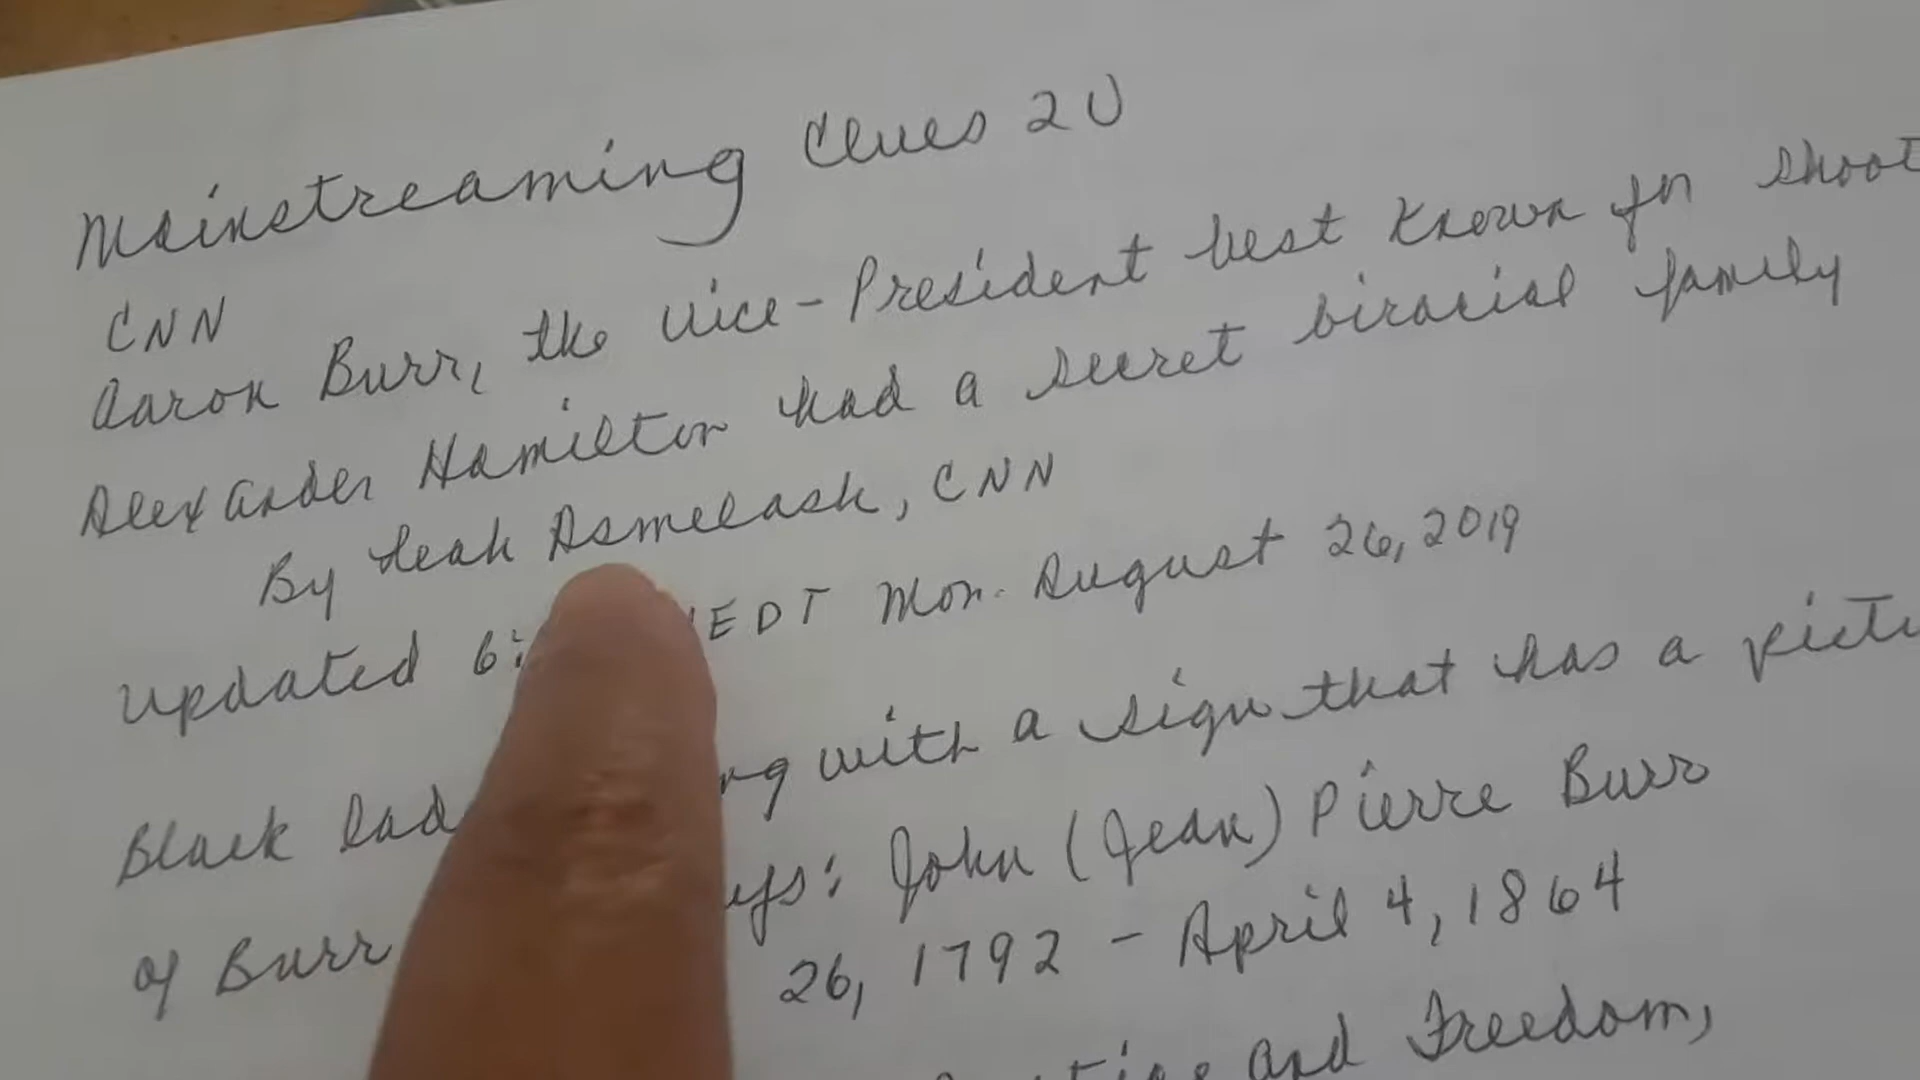 Mainstreaming Clues 2 U
CNN
Aaron Burr, the vice-President best known for shoot
Alexander Hamilton had a secret biracial family
By Leah Asmelash, CNN
Updated 6: EDT Mon. August 26, 2019
Black Lad with a sign that has a pictu
of Burr John (Jean) Pierre Burr
26, 1792 - April 4, 1864
and Freedom,